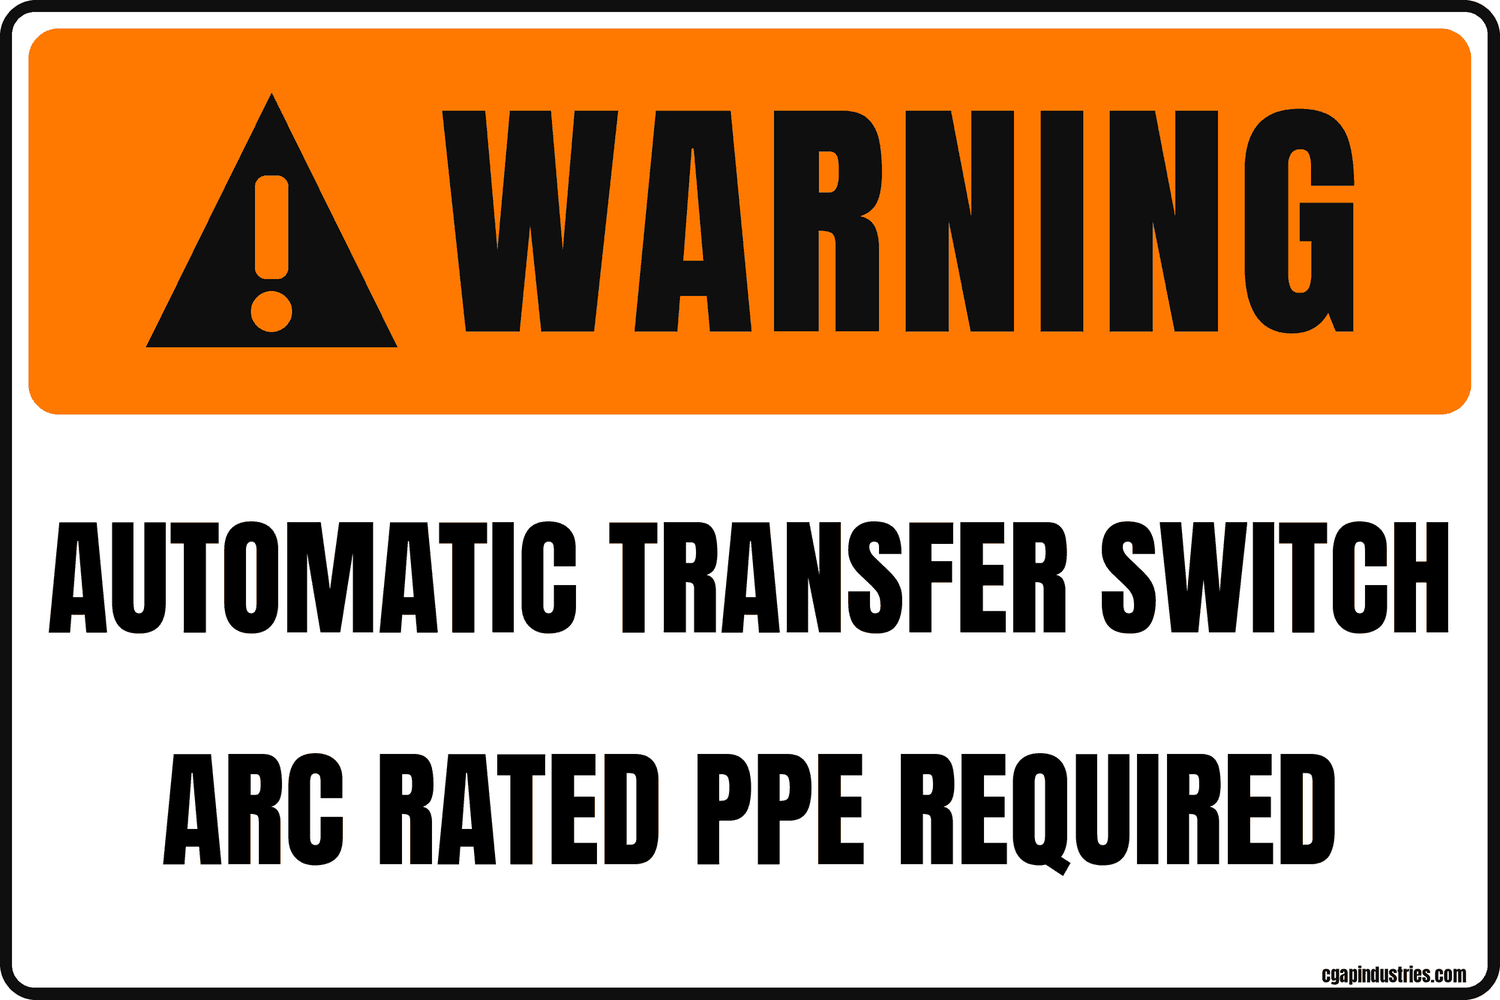 WARNING
AUTOMATIC TRANSFER SWITCH
ARC RATED PPE REQUIRED
cgapindustries.com